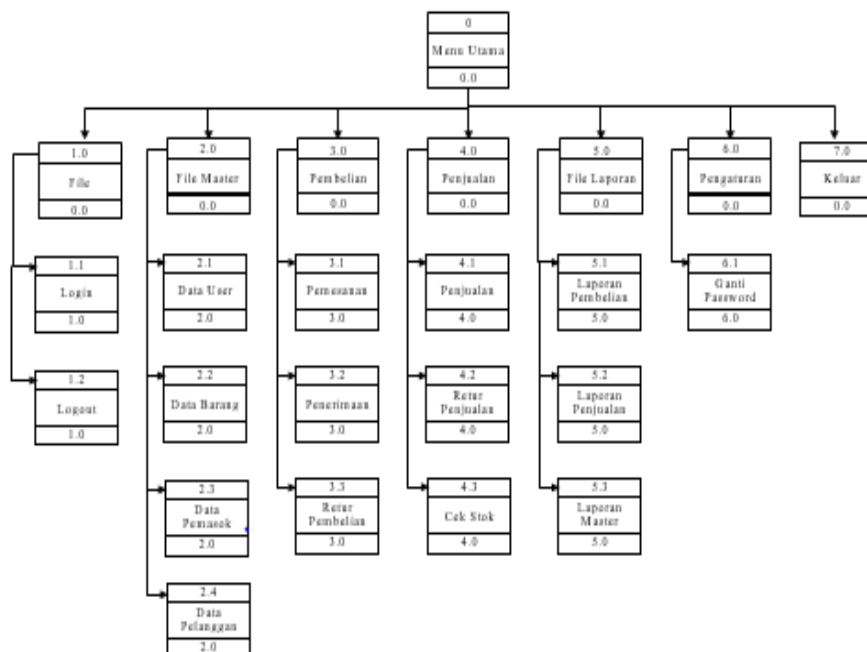 0
Menu Utama
0.0
1.0
File
0.0
2.0
File Master
0.0
3.0
Pembelian
0.0
4.0
Penjualan
0.0
5.0
File Laporan
0.0
6.0
Pengaturan
0.0
7.0
Keluar
0.0
1.1
Login
1.0
2.1
Data User
2.0
3.1
Pemesanan
3.0
4.1
Penjualan
4.0
5.1
Laporan
Pembelian
5.0
6.1
Ganti
Password
6.0
1.2
Logout
1.0
2.2
Data Barang
2.0
3.2
Penerimaan
3.0
4.2
Retur
Penjualan
4.0
5.2
Laporan
Penjualan
5.0
2.3
Data
Pemasok
2.0
3.3
Retur
Pembelian
3.0
4.3
Cek Stok
4.0
5.3
Laporan
Master
5.0
2.4
Data
Pelanggan
2.0